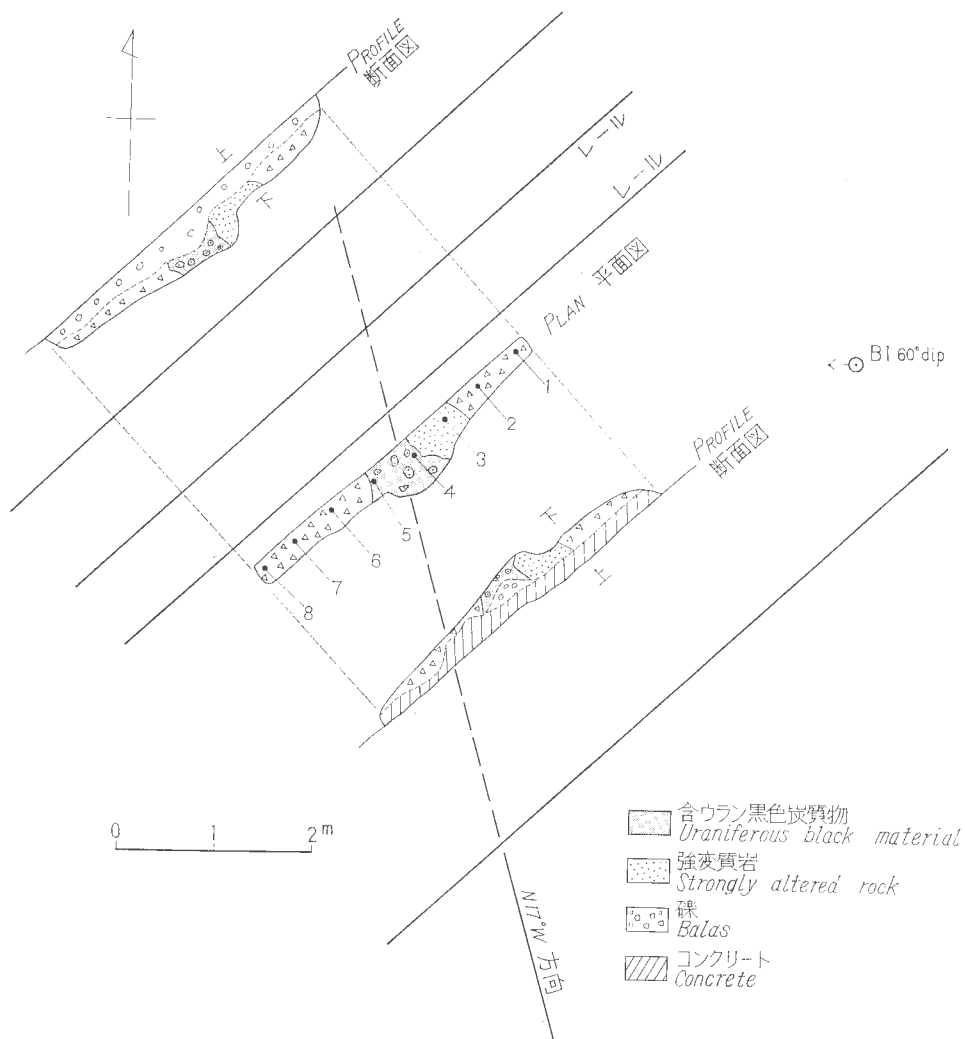 PROFILE
断面図
上
下
レール
レール
PLAN 平面図
B1 60°dip
1
2
3
4
5
6
7
8
PROFILE
断面図
下
上
0 1 2m
N17°W 方向
含ウラン黒色炭質物
Uraniferous black material
強変質岩
Strongly altered rock
礫
Balas
コンクリート
Concrete